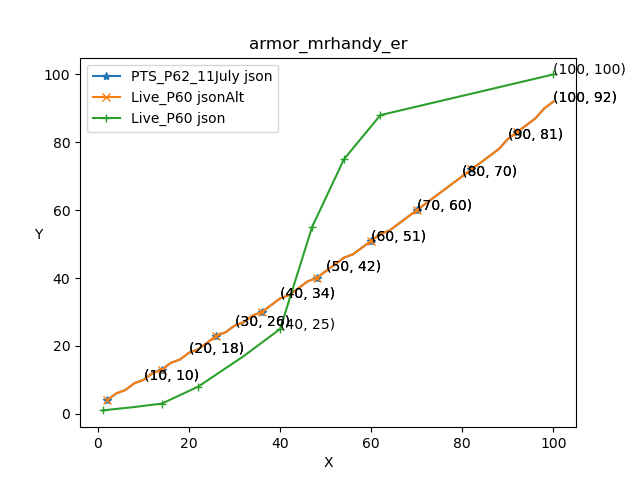 armor_mrhandy_er
PTS_P62_11July json
Live_P60 jsonAlt
Live_P60 json
(100, 100)
(100, 92)
(90, 81)
(80, 70)
(70, 60)
(60, 51)
(50, 42)
(40, 34)
(30, 26)
(40, 25)
(20, 18)
(10, 10)
Y
100
80
60
40
20
0
0 20 40 60 80 100
X